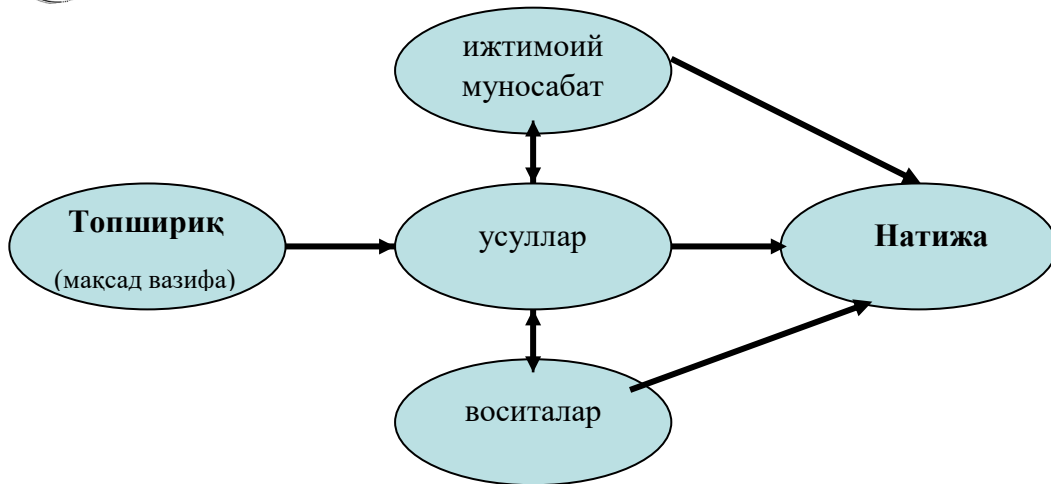 ижтимоий
муносабат
Топшириқ
(мақсад вазифа)
усуллар
Натижа
воситалар